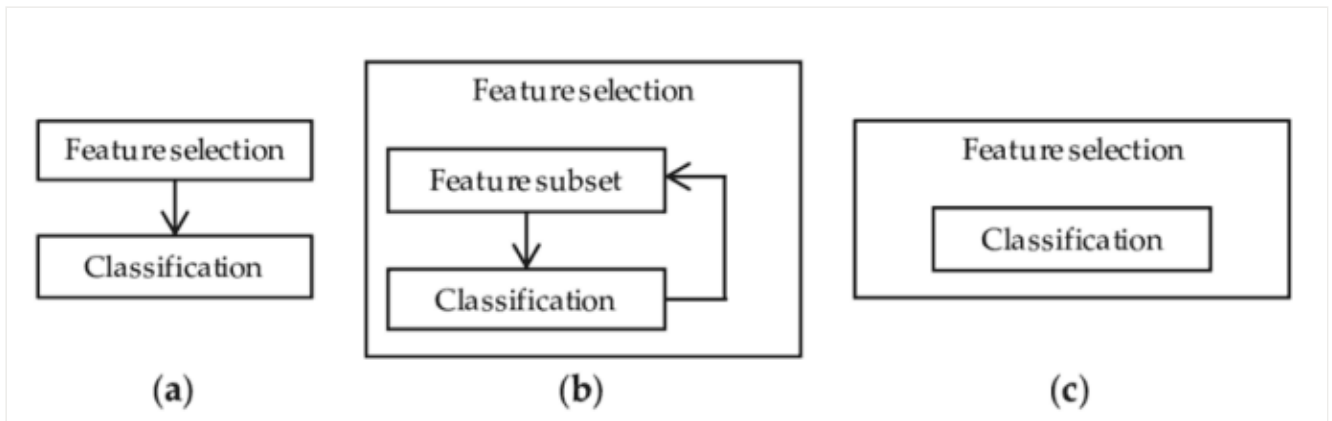 Feature selection
Classification
(a)
Feature selection
Feature subset
Classification
(b)
Feature selection
Classification
(c)